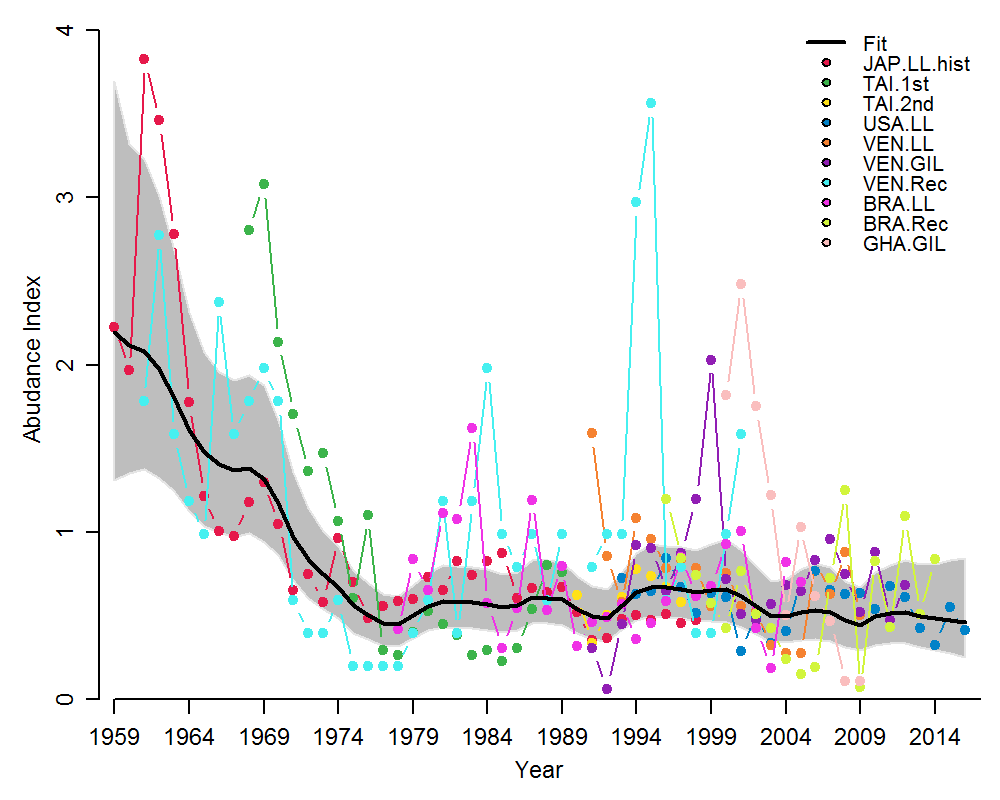 4
3
2
1
0
Abudance Index
Fit
JAP.LL.hist
TAI.1st
TAI.2nd
USA.LL
VEN.LL
VEN.GIL
VEN.Rec
BRA.LL
BRA.Rec
GHA.GIL
1959 1964 1969 1974 1979 1984 1989 1994 1999 2004 2009 2014
Year